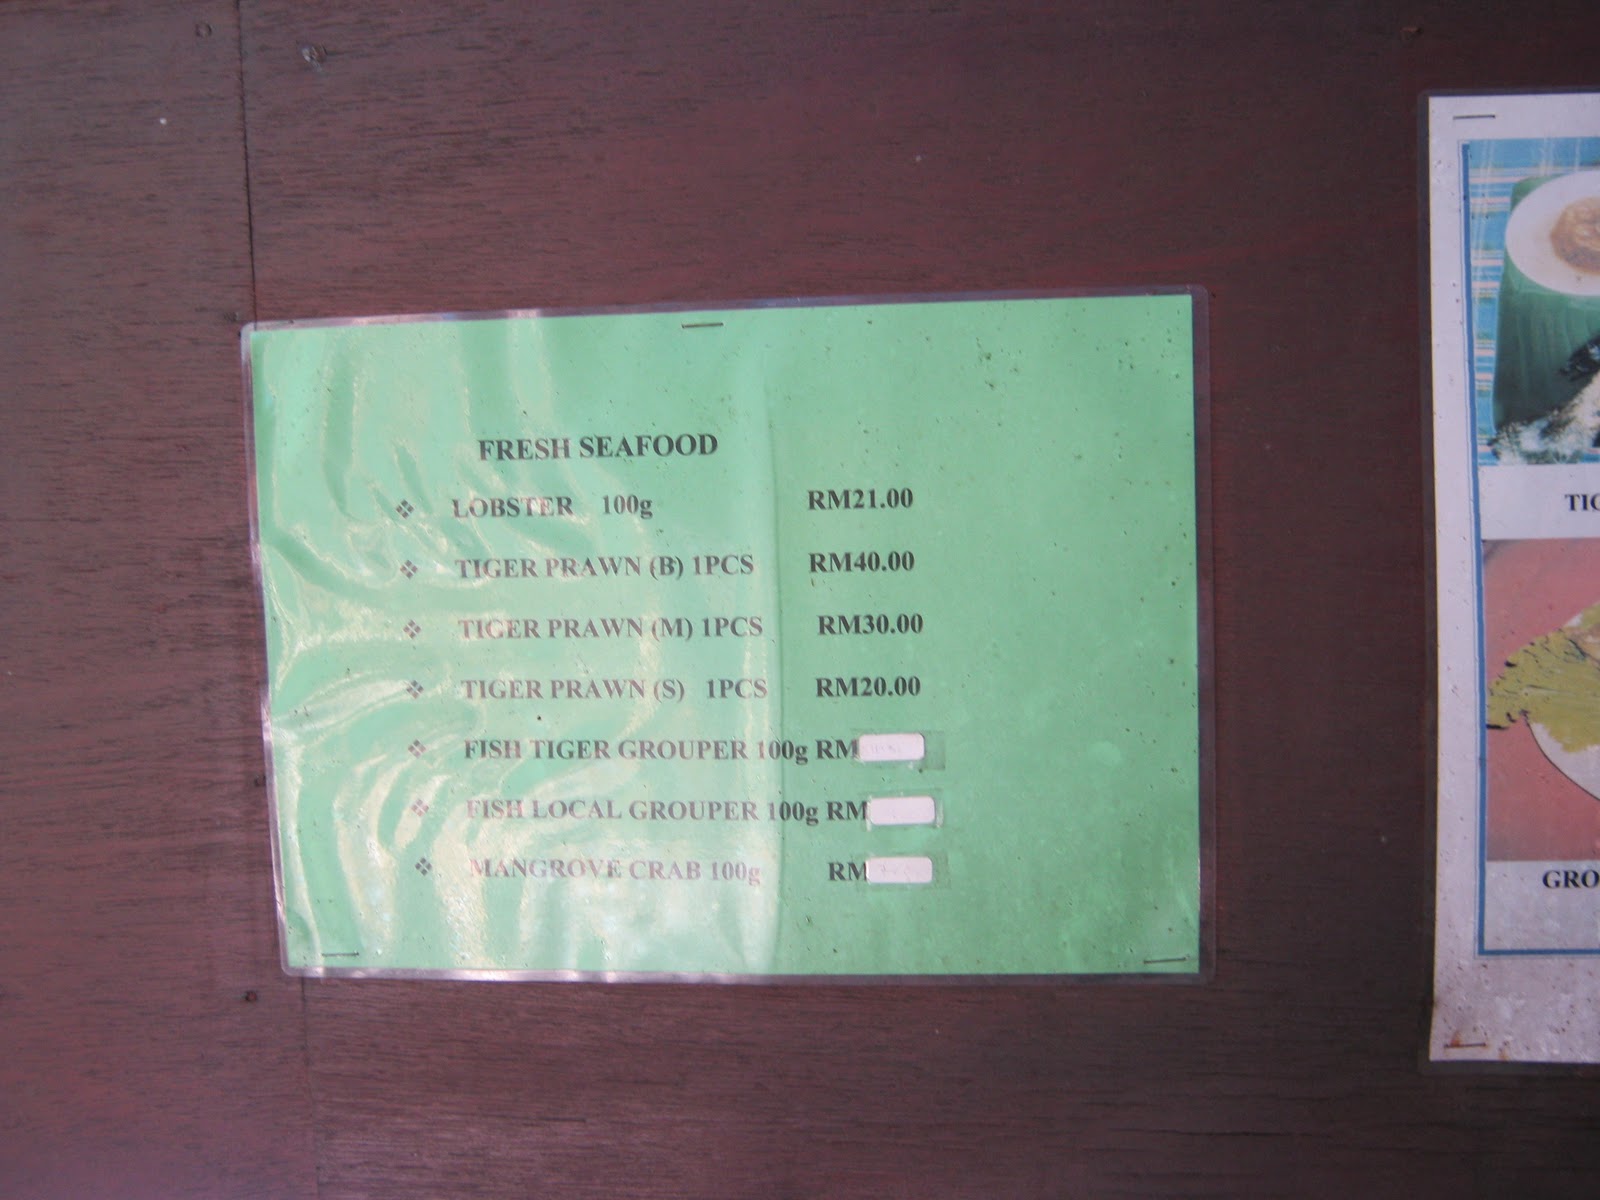 FRESH SEAFOOD
❖ LOBSTER 100g RM21.00
❖ TIGER PRAWN (B) 1PCS RM40.00
❖ TIGER PRAWN (M) 1PCS RM30.00
❖ TIGER PRAWN (S) 1PCS RM20.00
❖ FISH TIGER GROUPER 100g RM
❖ FISH LOCAL GROUPER 100g RM
❖ MANGROVE CRAB 100g RM